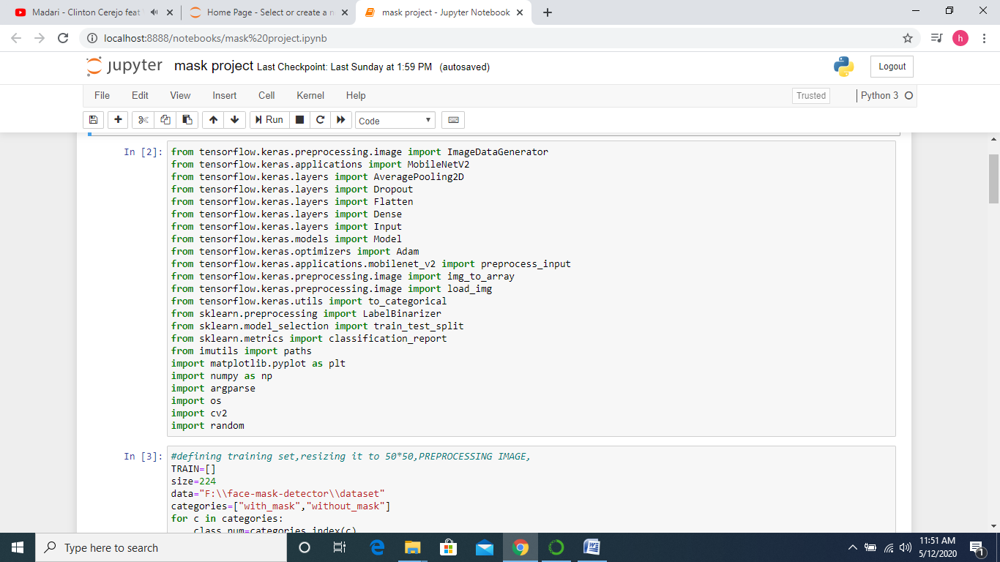 Madari - Clinton Cerejo feat
Home Page - Select or create a n
mask project - Jupyter Notebook
localhost:8888/notebooks/mask%20project.ipynb
h
jupyter mask project Last Checkpoint: Last Sunday at 1:59 PM (autosaved)
Logout
File Edit View Insert Cell Kernel Help
Trusted
Python 3
Run
Code
In [2]:
from tensorflow.keras.preprocessing.image import ImageDataGenerator
from tensorflow.keras.applications import MobileNetV2
from tensorflow.keras.layers import AveragePooling2D
from tensorflow.keras.layers import Dropout
from tensorflow.keras.layers import Flatten
from tensorflow.keras.layers import Dense
from tensorflow.keras.layers import Input
from tensorflow.keras.models import Model
from tensorflow.keras.optimizers import Adam
from tensorflow.keras.applications.mobilenet_v2 import preprocess_input
from tensorflow.keras.preprocessing.image import img_to_array
from tensorflow.keras.preprocessing.image import load_img
from tensorflow.keras.utils import to_categorical
from sklearn.preprocessing import LabelBinarizer
from sklearn.model_selection import train_test_split
from sklearn.metrics import classification_report
from imutils import paths
import matplotlib.pyplot as plt
import numpy as np
import argparse
import os
import cv2
import random
In [3]:
#defining training set,resizing it to 50*50,PREPROCESSING IMAGE,
TRAIN=[]
size=224
data="F:\\face-mask-detector\\dataset"
categories=["with_mask","without_mask"]
for c in categories:
class_num=categories.index(c)
Type here to search
11:51 AM
5/12/2020
1